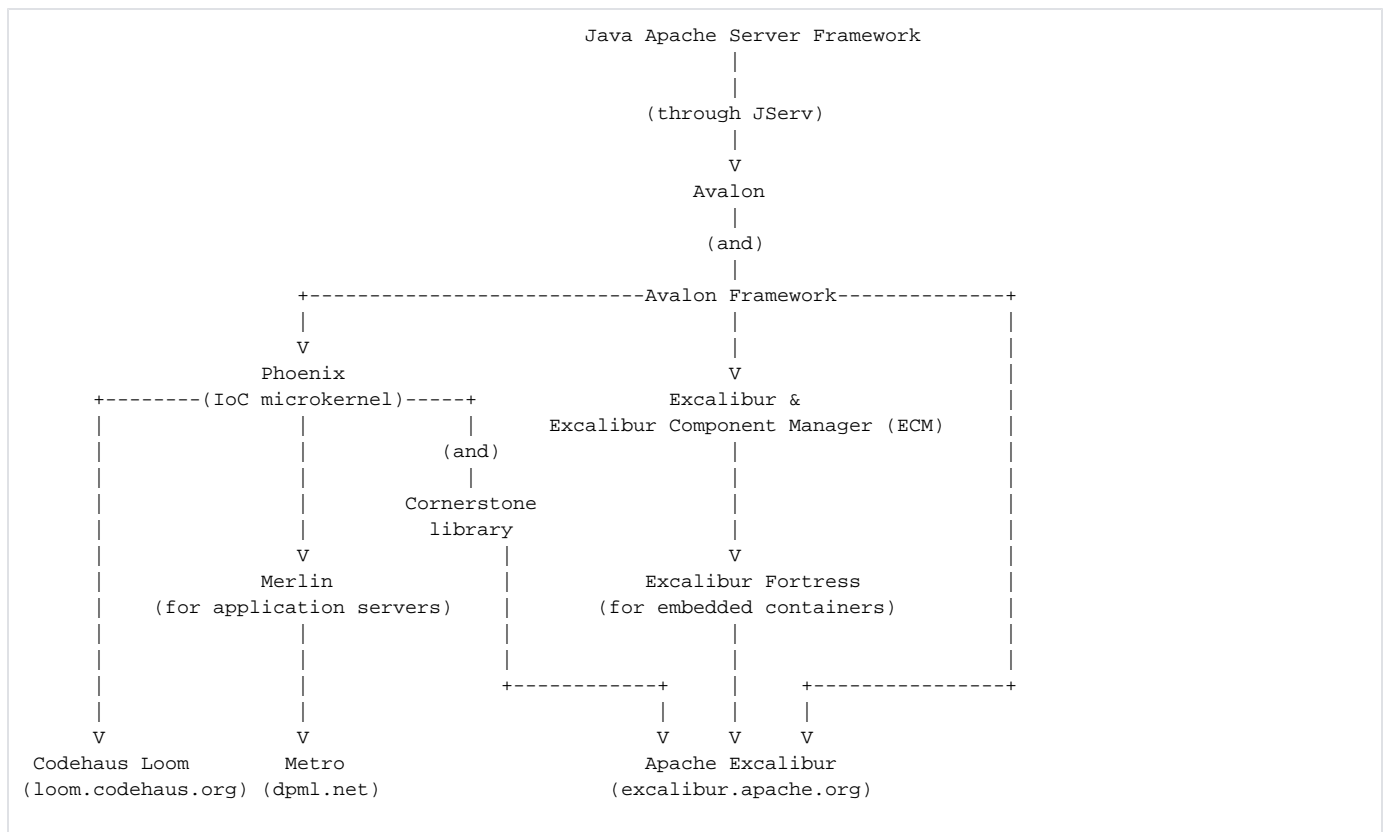 Java Apache Server Framework
(through JServ)
V
Avalon
(and)
+----------------------------Avalon Framework--------------+
V
Phoenix V
+--------(IoC microkernel)-----+ Excalibur &
Excalibur Component Manager (ECM)
(and)
Cornerstone
library
V V
Merlin Excalibur Fortress
(for application servers) (for embedded containers)
+------------+ +----------------+
V V V V V
Codehaus Loom Metro Apache Excalibur
(loom.codehaus.org) (dpml.net) (excalibur.apache.org)